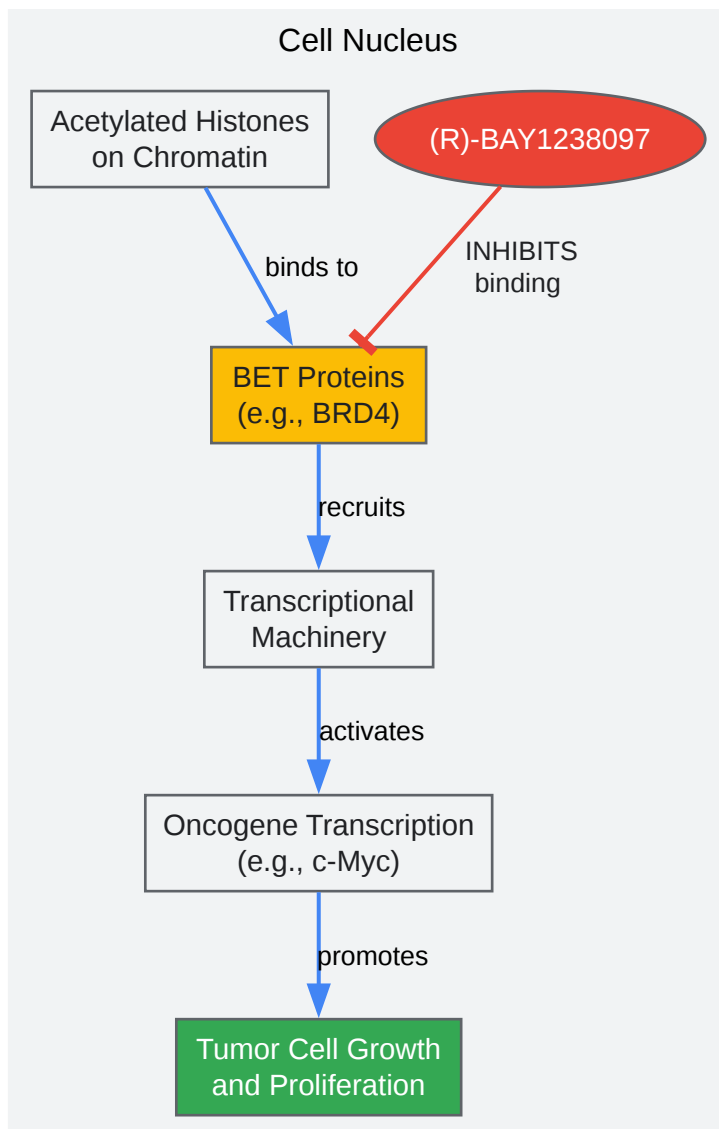 Cell Nucleus
Acetylated Histones
on Chromatin
(R)-BAY1238097
binds to
INHIBITS
binding
BET Proteins
(e.g., BRD4)
recruits
Transcriptional
Machinery
activates
Oncogene Transcription
(e.g., c-Myc)
promotes
Tumor Cell Growth
and Proliferation